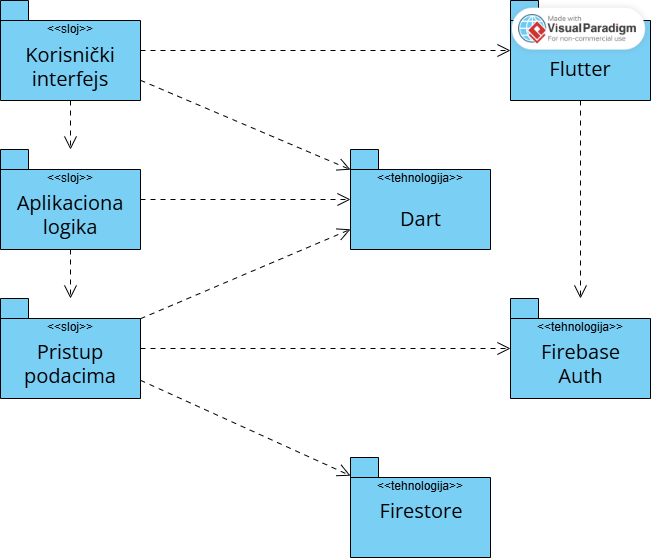 <<sloj>>
Korisnički
interfejs
Made with
Visual Paradigm
For non-commercial use
Flutter
<<sloj>>
Aplikaciona
logika
<<tehnologija>>
Dart
<<sloj>>
Pristup
podacima
<<tehnologija>>
Firebase
Auth
<<tehnologija>>
Firestore